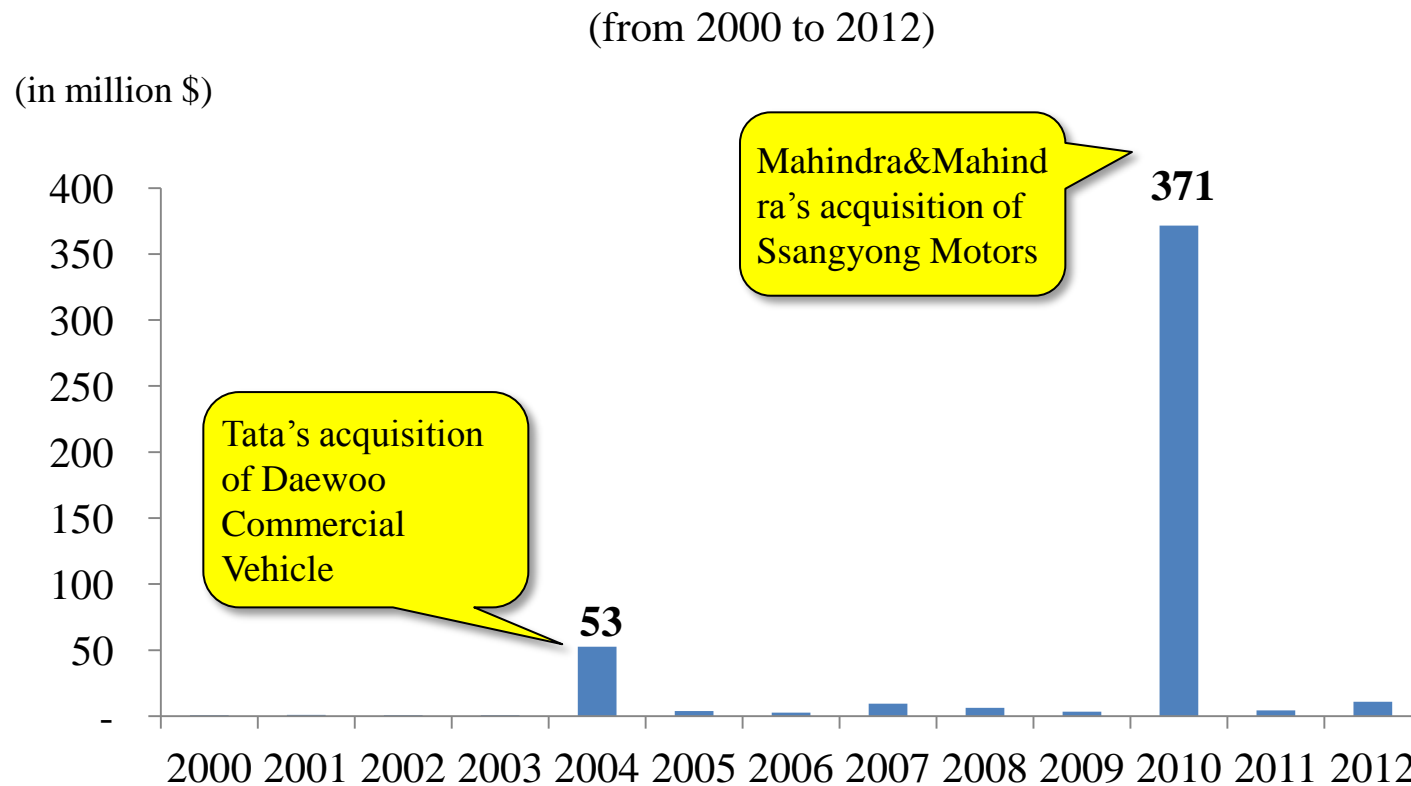 (from 2000 to 2012)
(in million $)
Mahindra&Mahind
ra’s acquisition of
Ssangyong Motors
371
400
350
300
250
200
150
100
50
-
Tata’s acquisition
of Daewoo
Commercial
Vehicle
53
2000 2001 2002 2003 2004 2005 2006 2007 2008 2009 2010 2011 2012